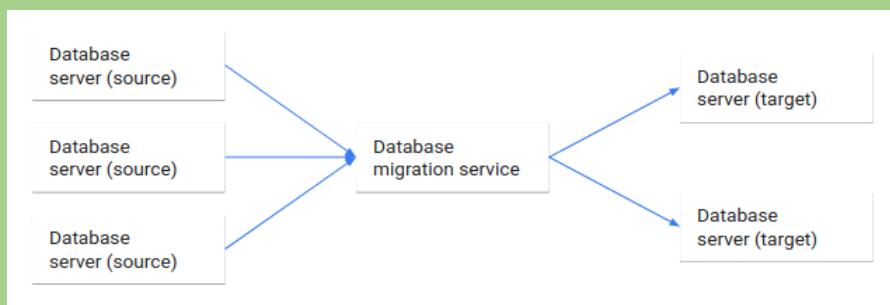 Database
server (source)
Database
server (source)
Database
server (source)
Database
migration service
Database
server (target)
Database
server (target)